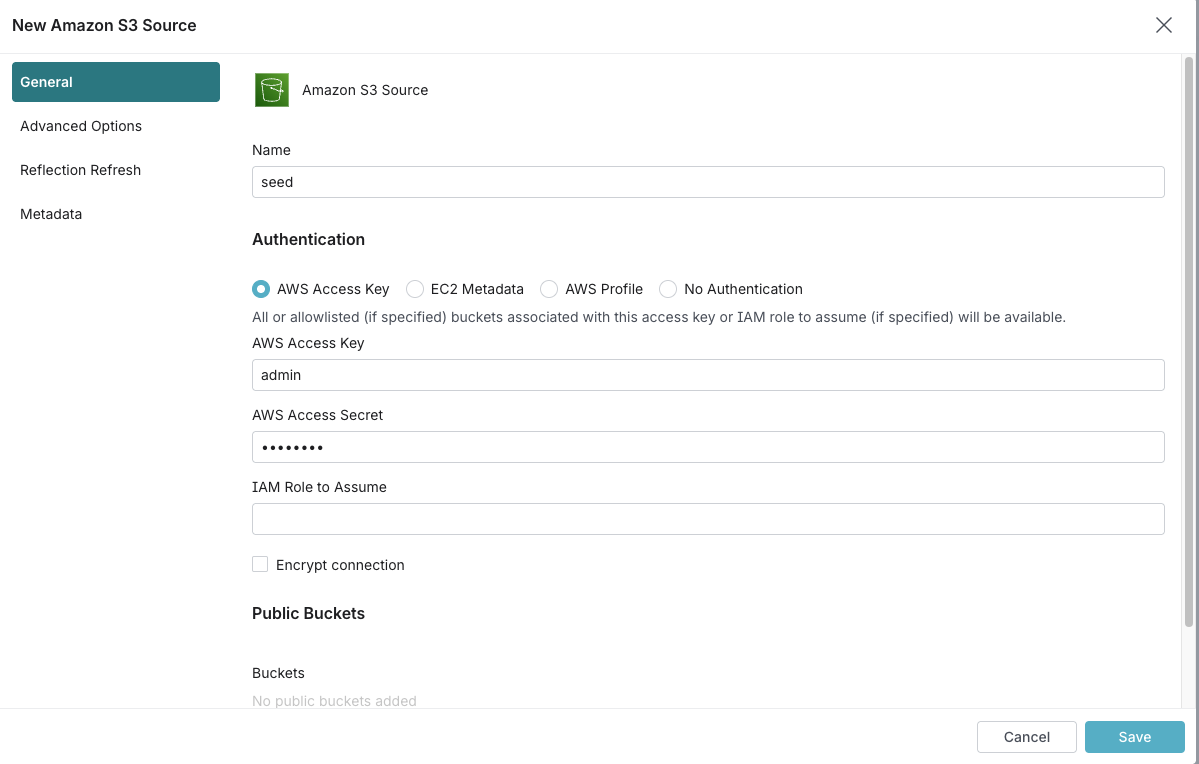 New Amazon S3 Source
General
Advanced Options
Reflection Refresh
Metadata
Amazon S3 Source
Name
seed
Authentication
AWS Access Key EC2 Metadata AWS Profile No Authentication
All or allowlisted (if specified) buckets associated with this access key or IAM role to assume (if specified) will be available.
AWS Access Key
admin
AWS Access Secret
••••••••
IAM Role to Assume
Encrypt connection
Public Buckets
Buckets
No public buckets added
Cancel Save